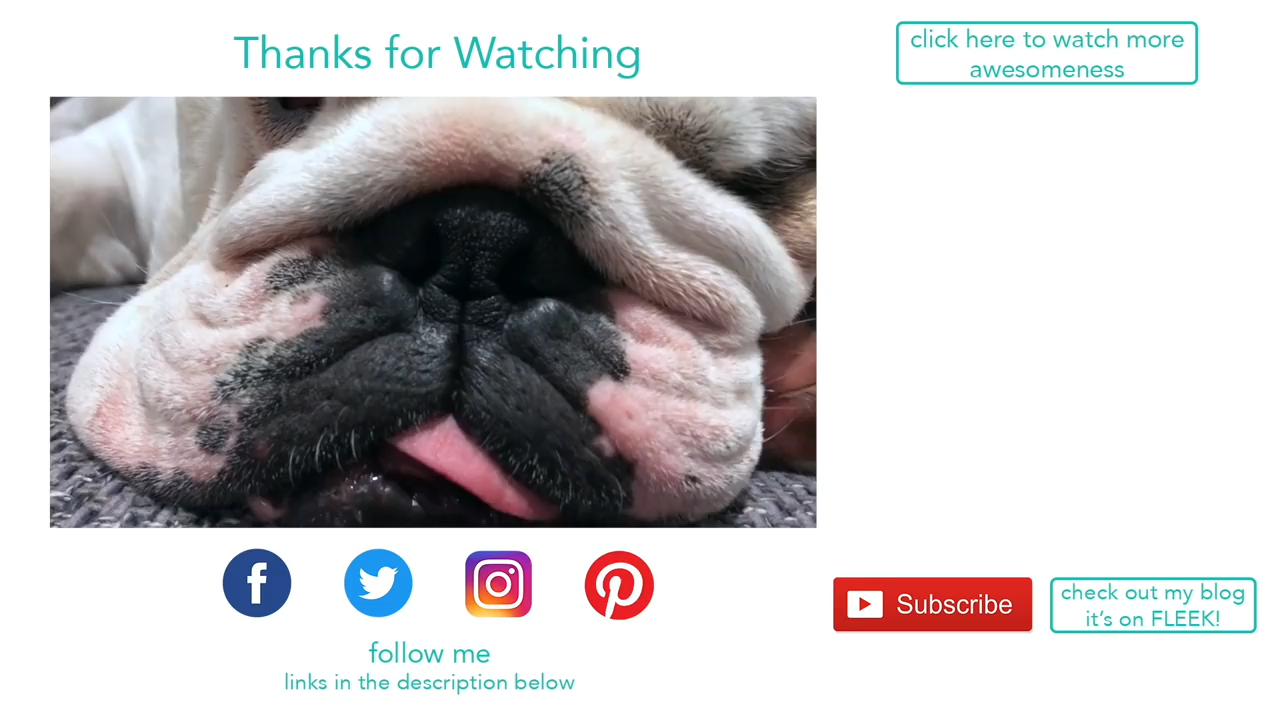 Thanks for Watching
click here to watch more
awesomeness
Subscribe
check out my blog
it's on FLEEK!
follow me
links in the description below